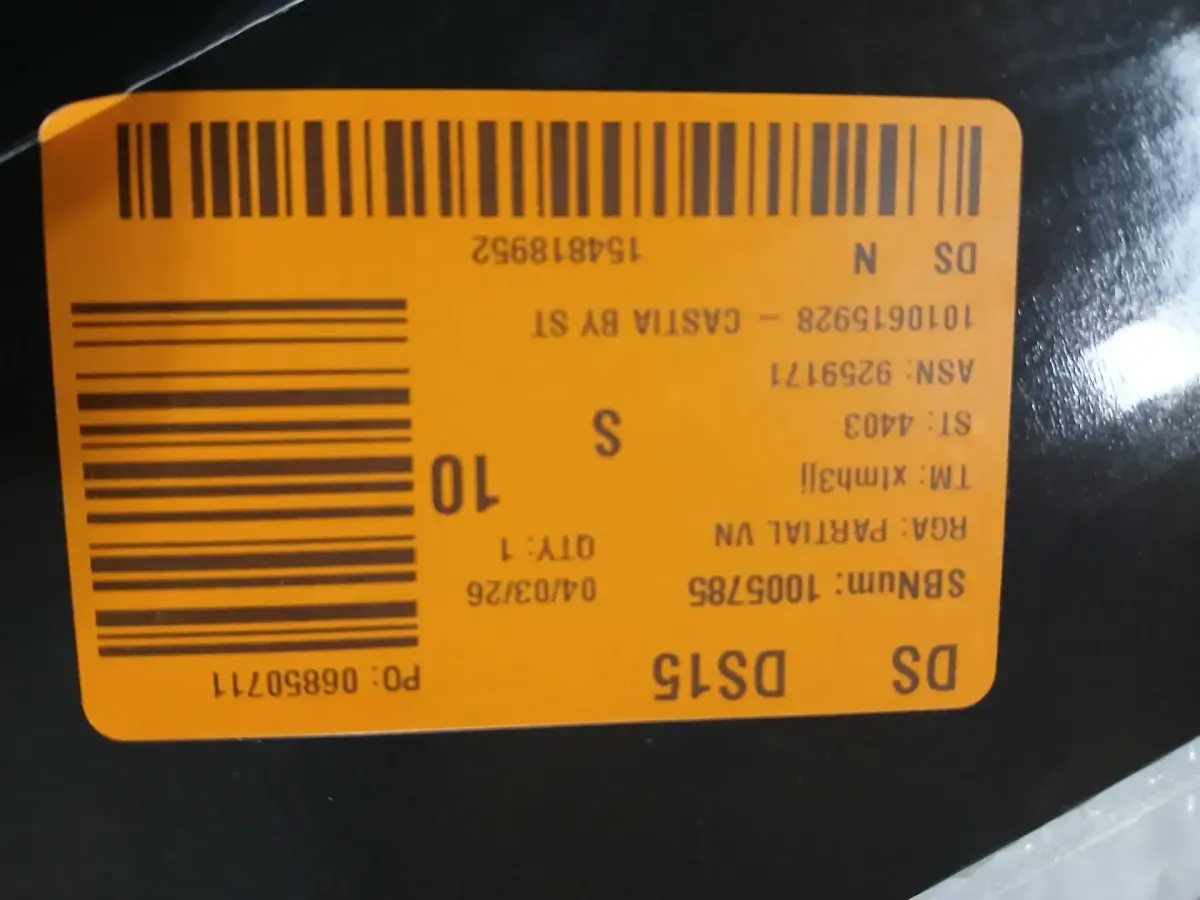 DS DS15 PO: 06850711
SBNum: 1005785 04/03/26
RGA: PARTIAL VN QTY: 1
TM: xlmh3lj 10
ST: 4403 S
ASN: 9259171
1010615928 - CASTIA BY ST
DS N 154818952